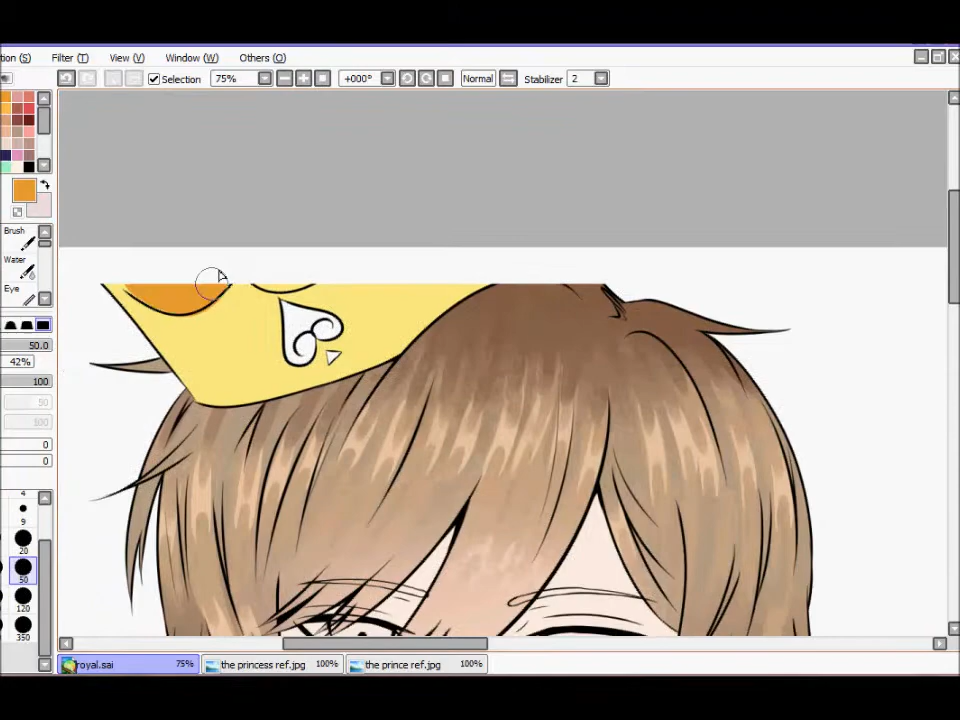 tion (S) Filter (T) View (V) Window (W) Others (O)
Selection 75% +000° Normal Stabilizer 2
Brush
Water
Eye
50.0
42%
100
50
100
0
0
4
9
20
50
120
350
royal.sai 75% the princess ref.jpg 100% the prince ref.jpg 100%